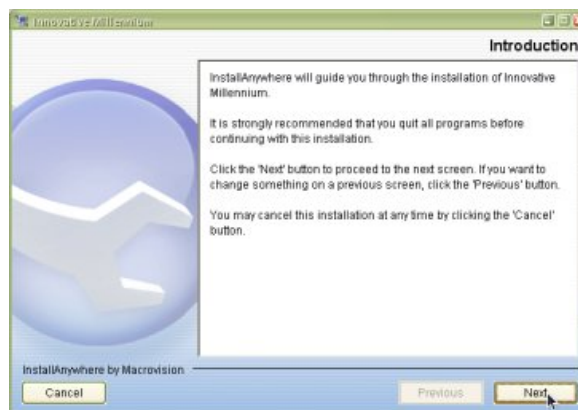 Innovative Millennium
Introduction
InstallAnywhere will guide you through the installation of Innovative
Millennium.
It is strongly recommended that you quit all programs before
continuing with this installation.
Click the 'Next' button to proceed to the next screen. If you want to
change something on a previous screen, click the 'Previous' button.
You may cancel this installation at any time by clicking the 'Cancel'
button.
InstallAnywhere by Macrovision
Cancel
Previous
Next